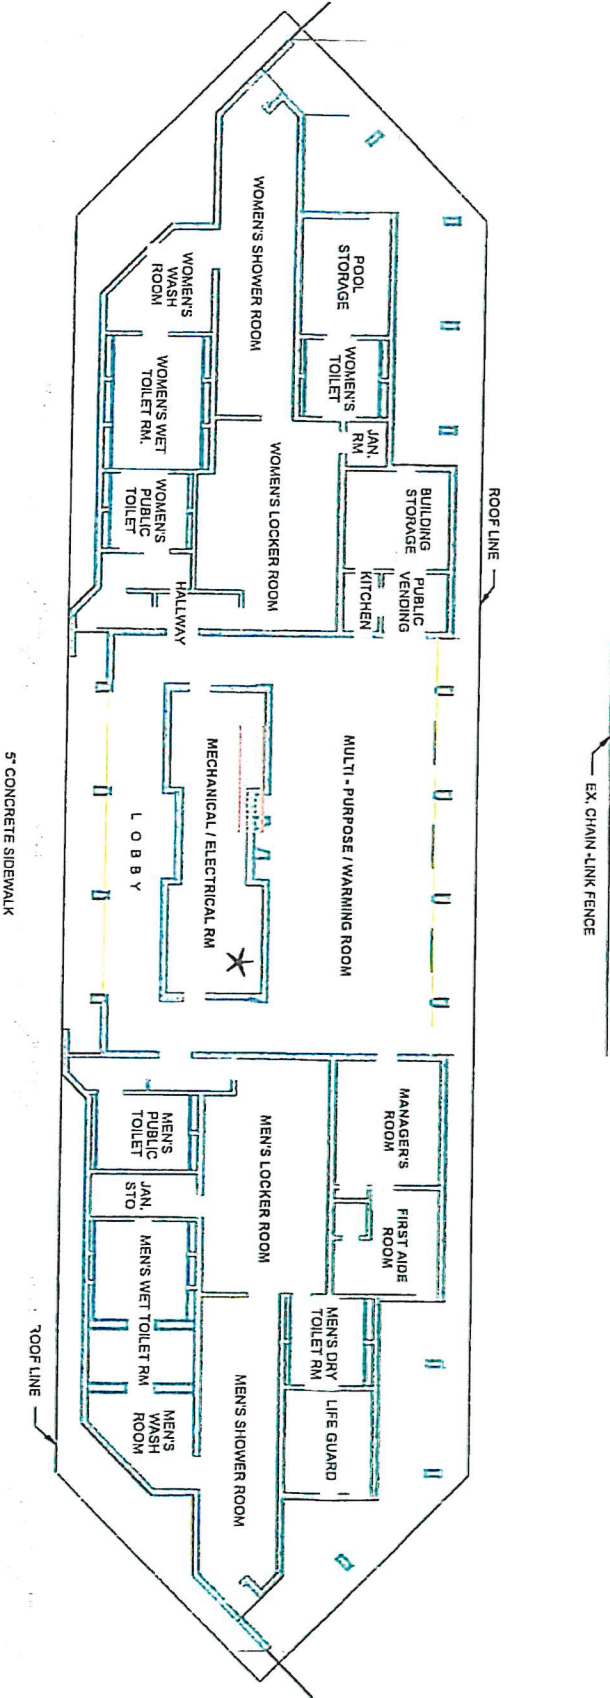 EX. CHAIN-LINK FENCE
ROOF LINE
POOL
STORAGE
WOMEN'S
TOILET
JAN.
RM
BUILDING
STORAGE
PUBLIC
VENDING
KITCHEN
WOMEN'S SHOWER ROOM
WOMEN'S LOCKER ROOM
WOMEN'S
WASH
ROOM
WOMEN'S WET
TOILET RM.
WOMEN'S
PUBLIC
TOILET
HALLWAY
MULTI - PURPOSE / WARMING ROOM
MECHANICAL / ELECTRICAL RM
LOBBY
MANAGER'S
ROOM
FIRST AIDE
ROOM
MEN'S DRY
TOILET RM
LIFE GUARD
MEN'S LOCKER ROOM
MEN'S SHOWER ROOM
MEN'S
PUBLIC
TOILET
JAN.
STO
MEN'S WET TOILET RM
MEN'S
WASH
ROOM
5" CONCRETE SIDEWALK
ROOF LINE